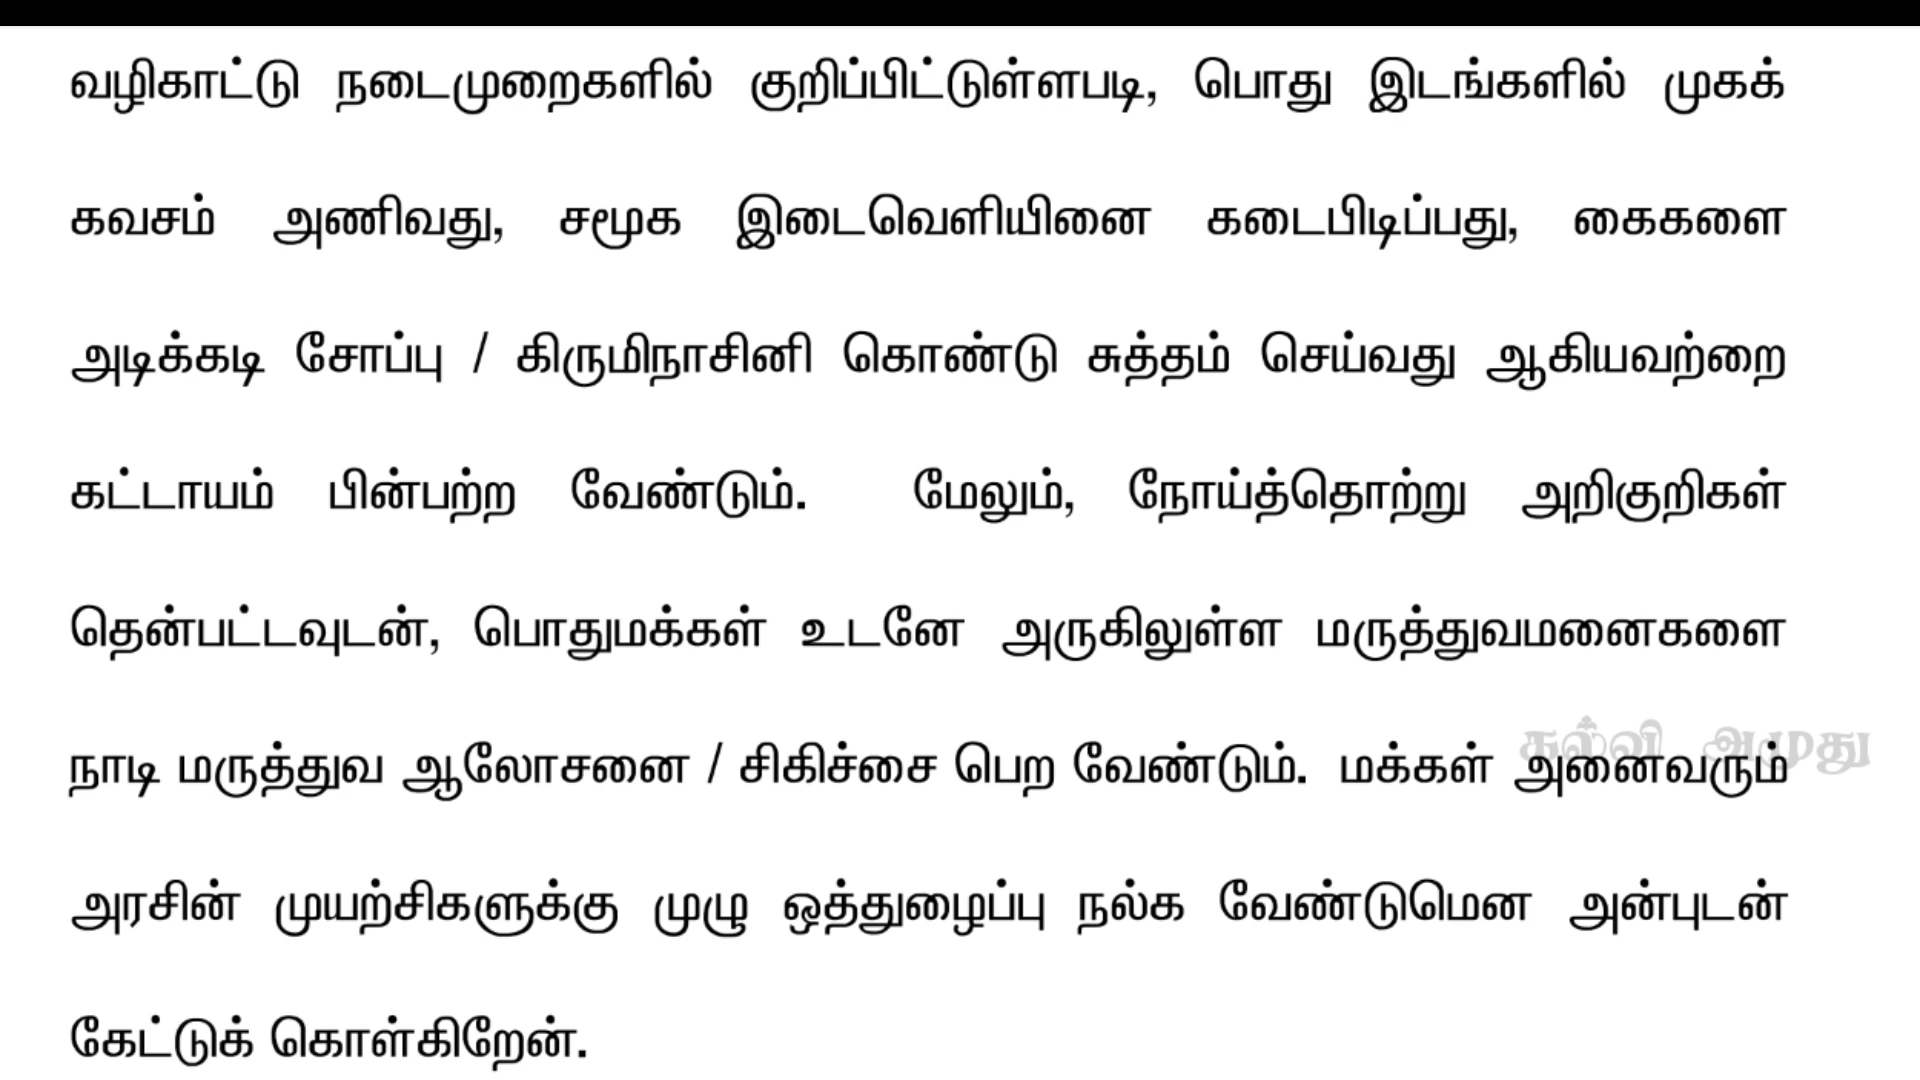 வழிகாட்டு நடைமுறைகளில் குறிப்பிட்டுள்ளபடி, பொது இடங்களில் முகக்
கவசம் அணிவது, சமூக இடைவெளியினை கடைபிடிப்பது, கைகளை
அடிக்கடி சோப்பு / கிருமிநாசினி கொண்டு சுத்தம் செய்வது ஆகியவற்றை
கட்டாயம் பின்பற்ற வேண்டும். மேலும், நோய்த்தொற்று அறிகுறிகள்
தென்பட்டவுடன், பொதுமக்கள் உடனே அருகிலுள்ள மருத்துவமனைகளை
கல்வி அமுது
நாடி மருத்துவ ஆலோசனை / சிகிச்சை பெற வேண்டும். மக்கள் அனைவரும்
அரசின் முயற்சிகளுக்கு முழு ஒத்துழைப்பு நல்க வேண்டுமென அன்புடன்
கேட்டுக் கொள்கிறேன்.